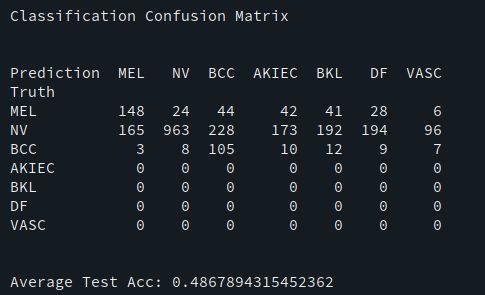 Classification Confusion Matrix
Prediction MEL NV BCC AKIEC BKL DF VASC
Truth
MEL 148 24 44 42 41 28 6
NV 165 963 228 173 192 194 96
BCC 3 8 105 10 12 9 7
AKIEC 0 0 0 0 0 0 0
BKL 0 0 0 0 0 0 0
DF 0 0 0 0 0 0 0
VASC 0 0 0 0 0 0 0
Average Test Acc: 0.4867894315452362